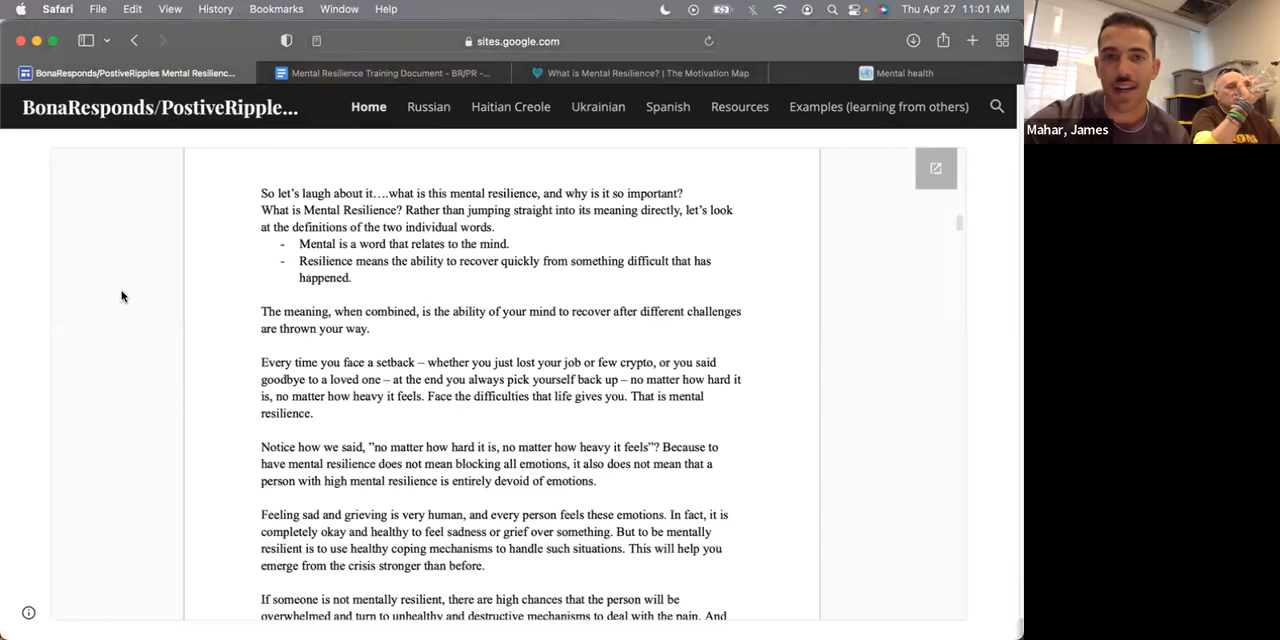 Safari File Edit View History Bookmarks Window Help Thu Apr 27 11:01 AM
sites.google.com
BonaResponds/PostiveRipples Mental Resilienc... Mental Resilience Training Document - BR/PR -... What is Mental Resilience? | The Motivation Map Mental health
BonaResponds/PostiveRipple... Home Russian Haitian Creole Ukrainian Spanish Resources Examples (learning from others)
Mahar, James
So let's laugh about it….what is this mental resilience, and why is it so important?
What is Mental Resilience? Rather than jumping straight into its meaning directly, let's look
at the definitions of the two individual words.
- Mental is a word that relates to the mind.
- Resilience means the ability to recover quickly from something difficult that has
happened.
The meaning, when combined, is the ability of your mind to recover after different challenges
are thrown your way.
Every time you face a setback – whether you just lost your job or few crypto, or you said
goodbye to a loved one – at the end you always pick yourself back up – no matter how hard it
is, no matter how heavy it feels. Face the difficulties that life gives you. That is mental
resilience.
Notice how we said, "no matter how hard it is, no matter how heavy it feels"? Because to
have mental resilience does not mean blocking all emotions, it also does not mean that a
person with high mental resilience is entirely devoid of emotions.
Feeling sad and grieving is very human, and every person feels these emotions. In fact, it is
completely okay and healthy to feel sadness or grief over something. But to be mentally
resilient is to use healthy coping mechanisms to handle such situations. This will help you
emerge from the crisis stronger than before.
If someone is not mentally resilient, there are high chances that the person will be
overwhelmed and turn to unhealthy and destructive mechanisms to deal with the pain. And